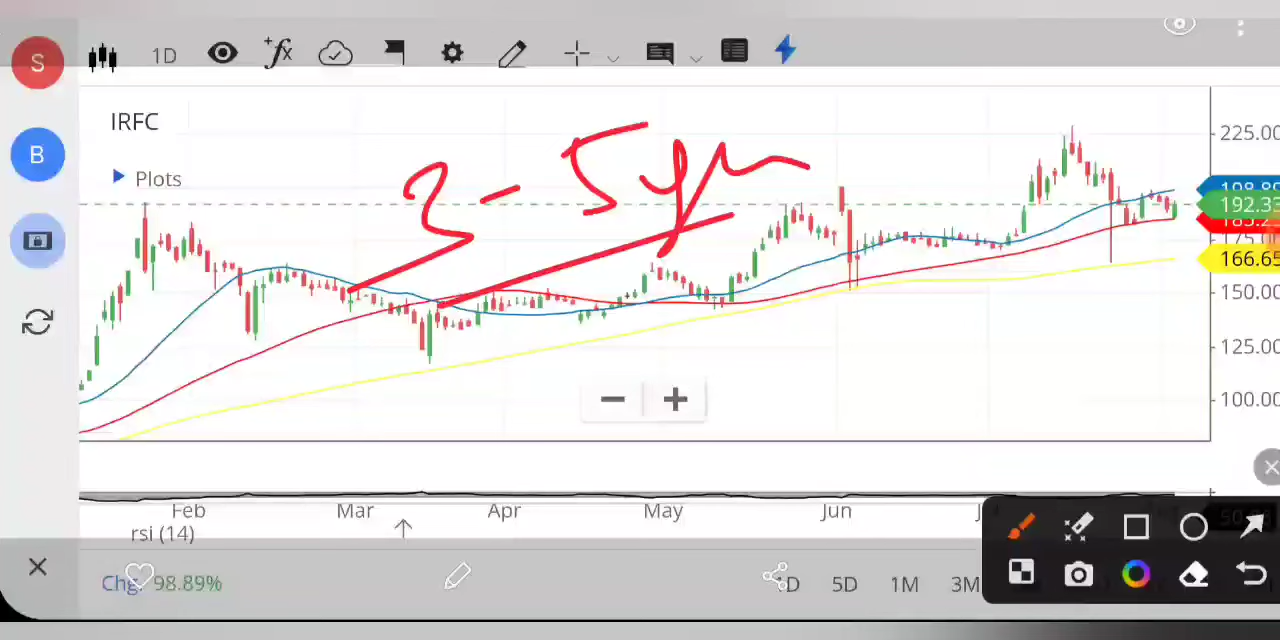 S
1D
B
IRFC
Plots
3-5 yr
225.00
192.33
166.65
150.00
125.00
100.00
Feb Mar Apr May Jun
rsi (14)
Chg: 98.89%
1D 5D 1M 3M